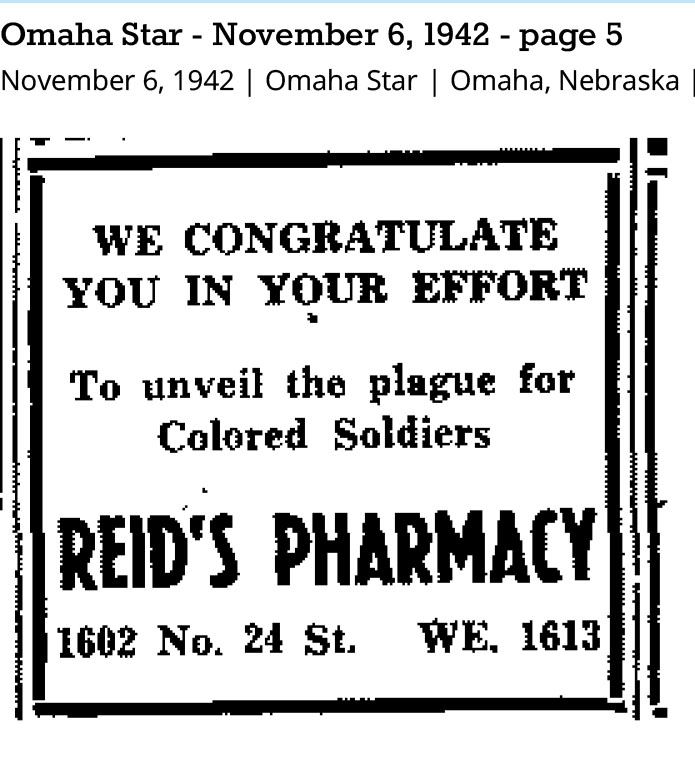 Omaha Star - November 6, 1942 - page 5
November 6, 1942 | Omaha Star | Omaha, Nebraska |
WE CONGRATULATE
YOU IN YOUR EFFORT
To unveil the plague for
Colored Soldiers
REID'S PHARMACY
1602 No. 24 St. WE. 1613